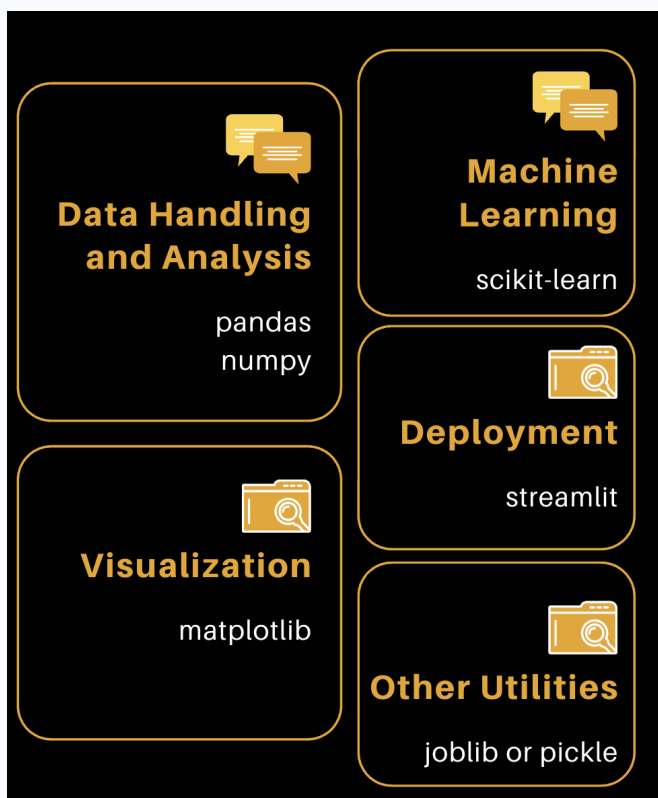 Data Handling
and Analysis
pandas
numpy
Visualization
matplotlib
Machine
Learning
scikit-learn
Deployment
streamlit
Other Utilities
joblib or pickle